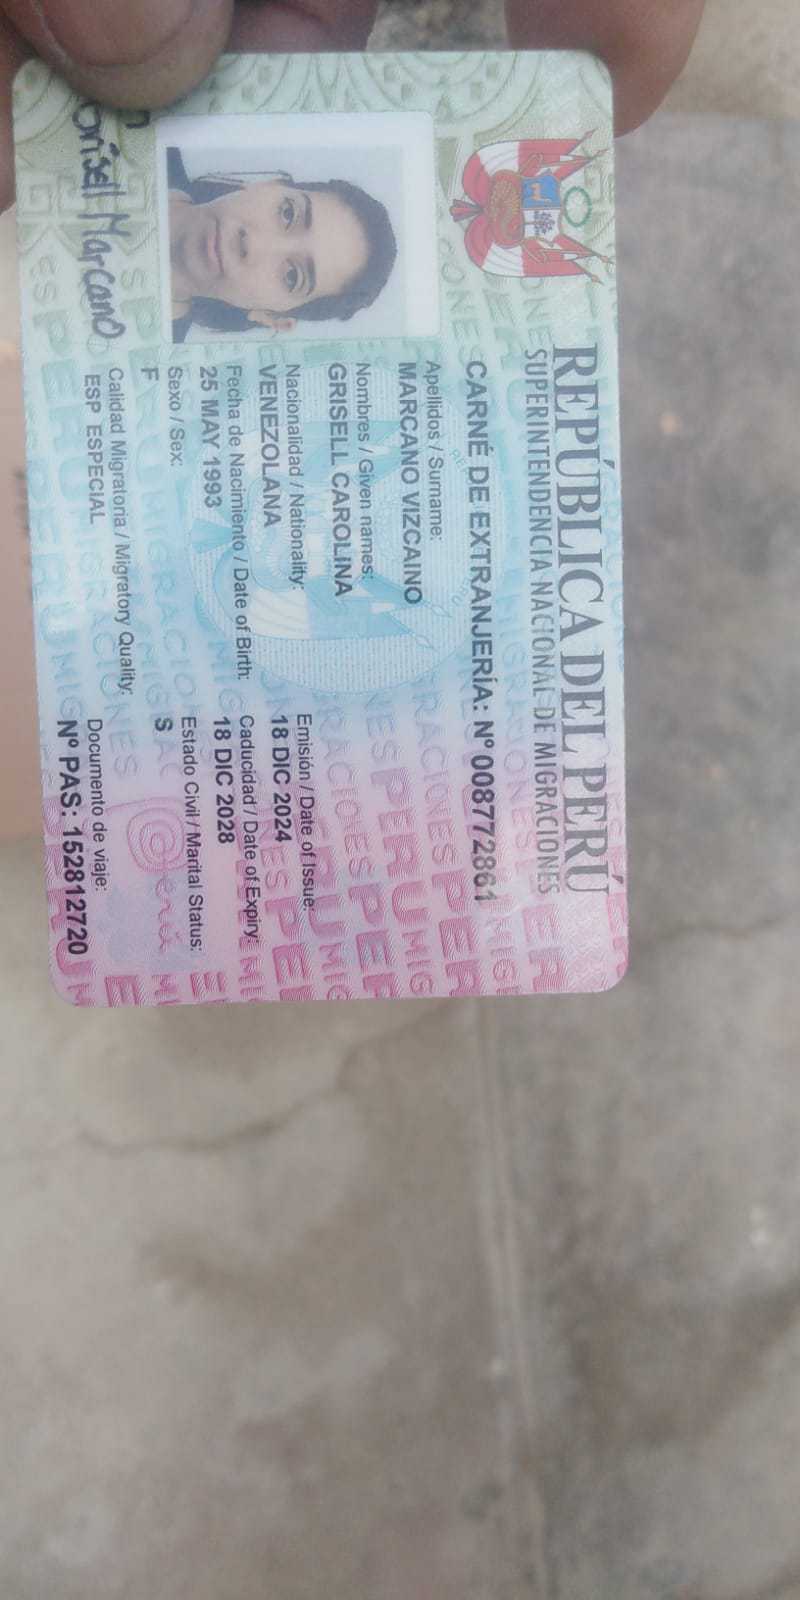 REPÚBLICA DEL PERÚ
SUPERINTENDENCIA NACIONAL DE MIGRACIONES
CARNÉ DE EXTRANJERÍA: N° 008772861
Apellidos / Surname:
MARCANO VIZCAINO
Nombres / Given names:
GRISELL CAROLINA
Nacionalidad / Nationality:
VENEZOLANA
Emisión / Date of Issue:
18 DIC 2024
Fecha de Nacimiento / Date of Birth:
25 MAY 1993
Caducidad / Date of Expiry:
18 DIC 2028
Sexo / Sex:
F
Estado Civil / Marital Status:
S
Calidad Migratoria / Migratory Quality:
ESP ESPECIAL
Documento de viaje:
Nº PAS: 152812720
Grisell Marcano